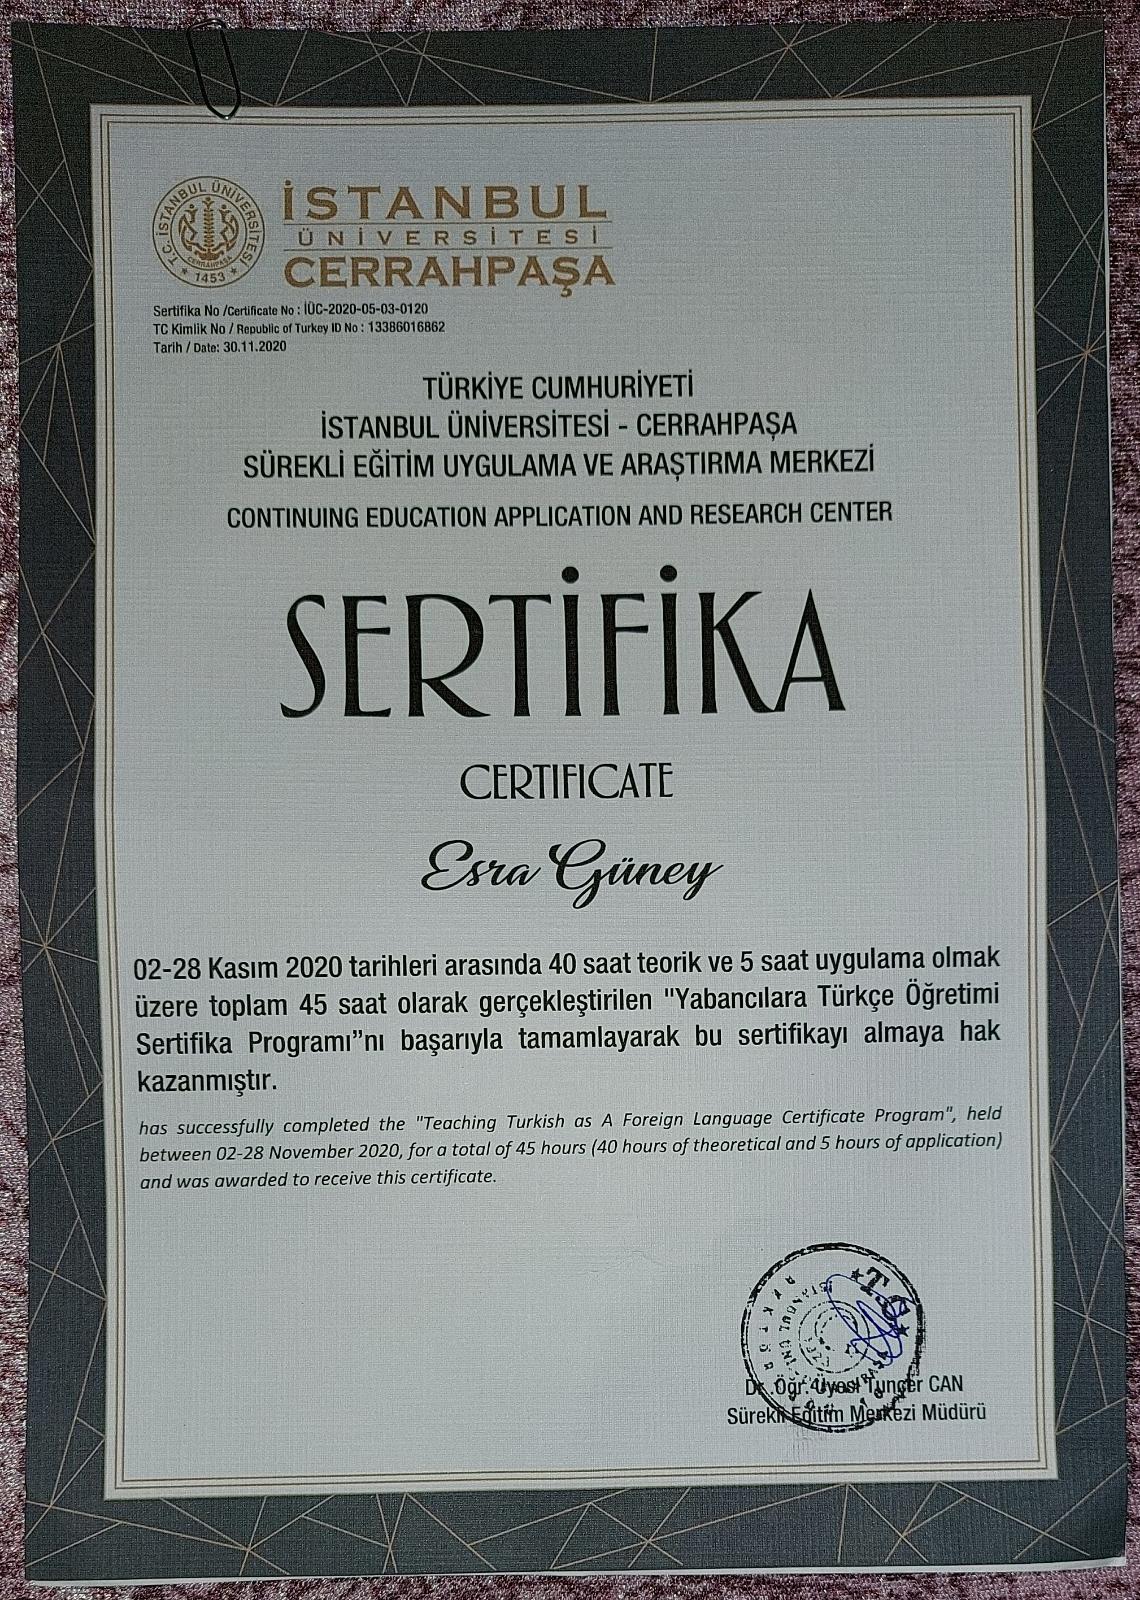 T.C. İSTANBUL ÜNİVERSİTESİ
CERRAHPAŞA
★ 1453 ★
İSTANBUL
ÜNİVERSİTESİ
CERRAHPAŞA
Sertifika No /Certificate No : İÜC-2020-05-03-0120
TC Kimlik No / Republic of Turkey ID No : 13386016862
Tarih / Date: 30.11.2020
TÜRKİYE CUMHURİYETİ
İSTANBUL ÜNİVERSİTESİ - CERRAHPAŞA
SÜREKLİ EĞİTİM UYGULAMA VE ARAŞTIRMA MERKEZİ
CONTINUING EDUCATION APPLICATION AND RESEARCH CENTER
SERTİFİKA
CERTIFICATE
Esra Güney
02-28 Kasım 2020 tarihleri arasında 40 saat teorik ve 5 saat uygulama olmak
üzere toplam 45 saat olarak gerçekleştirilen "Yabancılara Türkçe Öğretimi
Sertifika Programı”nı başarıyla tamamlayarak bu sertifikayı almaya hak
kazanmıştır.
has successfully completed the "Teaching Turkish as A Foreign Language Certificate Program", held
between 02-28 November 2020, for a total of 45 hours (40 hours of theoretical and 5 hours of application)
and was awarded to receive this certificate.
T.C.
Dr. Öğr. Üyesi Tunçer CAN
Sürekli Eğitim Merkezi Müdürü